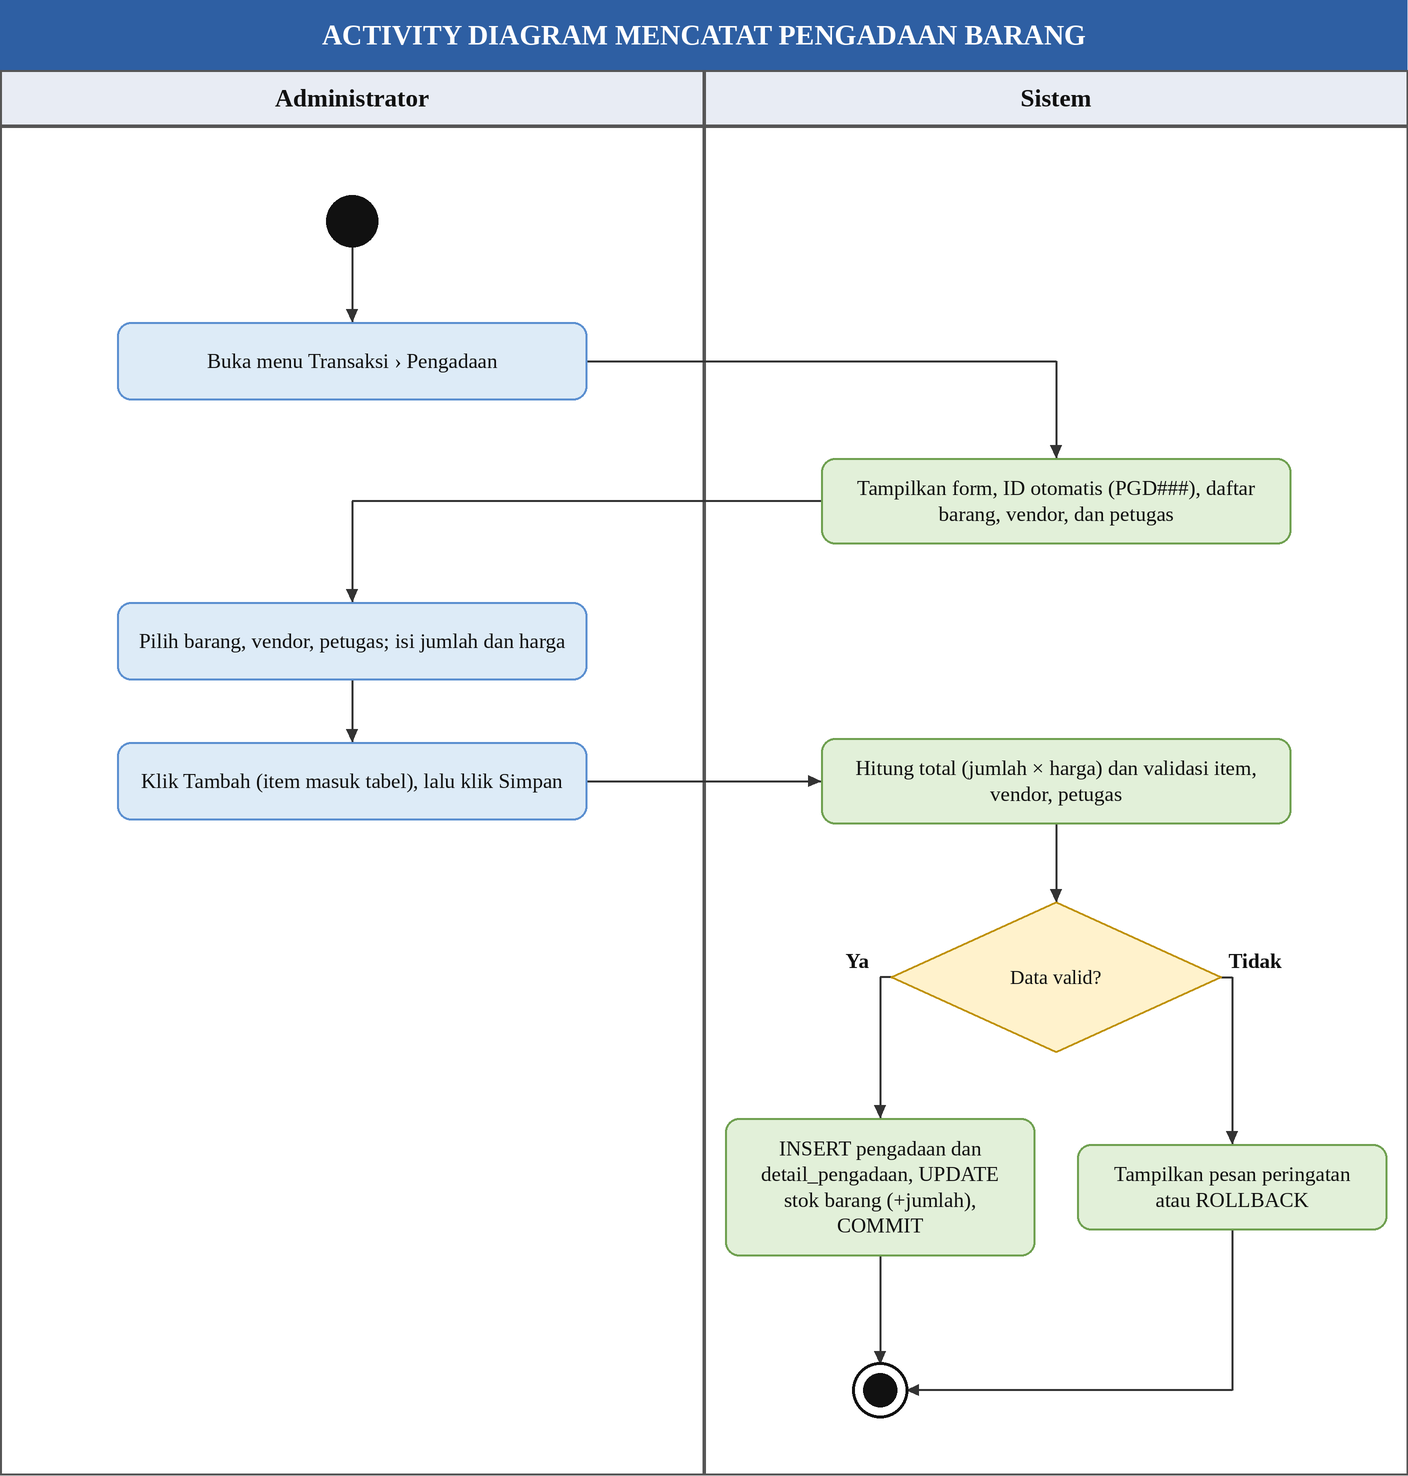 ACTIVITY DIAGRAM MENCATAT PENGADAAN BARANG
Administrator
Sistem
Buka menu Transaksi › Pengadaan
Tampilkan form, ID otomatis (PGD###), daftar
barang, vendor, dan petugas
Pilih barang, vendor, petugas; isi jumlah dan harga
Klik Tambah (item masuk tabel), lalu klik Simpan
Hitung total (jumlah × harga) dan validasi item,
vendor, petugas
Data valid?
Ya
Tidak
INSERT pengadaan dan
detail_pengadaan, UPDATE
stok barang (+jumlah),
COMMIT
Tampilkan pesan peringatan
atau ROLLBACK